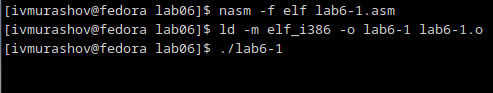 [ivmurashov@fedora lab06]$ nasm -f elf lab6-1.asm
[ivmurashov@fedora lab06]$ ld -m elf_i386 -o lab6-1 lab6-1.o
[ivmurashov@fedora lab06]$ ./lab6-1